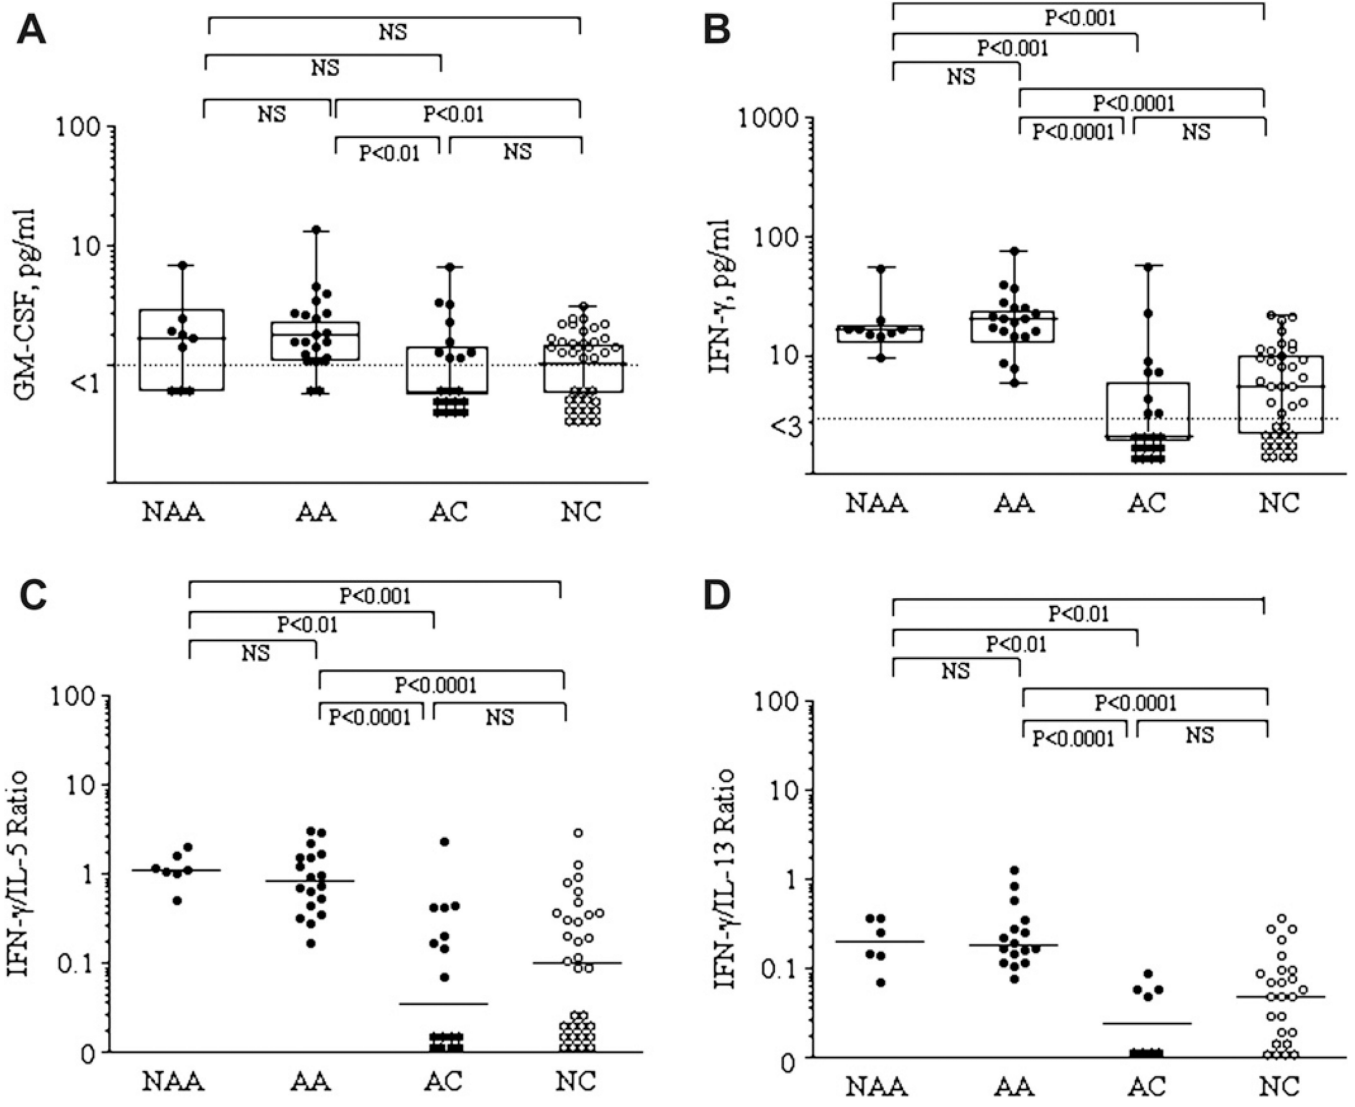 A
NS
NS
NS
P<0.01
P<0.01
NS
100
10
<1
GM-CSF, pg/ml
NAA AA AC NC
B
P<0.001
P<0.001
NS
P<0.0001
P<0.0001
NS
1000
100
10
<3
IFN-γ, pg/ml
NAA AA AC NC
C
P<0.001
P<0.01
NS
P<0.0001
P<0.0001
NS
100
10
1
0.1
0
IFN-γ/IL-5 Ratio
NAA AA AC NC
D
P<0.01
P<0.01
NS
P<0.0001
P<0.0001
NS
100
10
1
0.1
0
IFN-γ/IL-13 Ratio
NAA AA AC NC